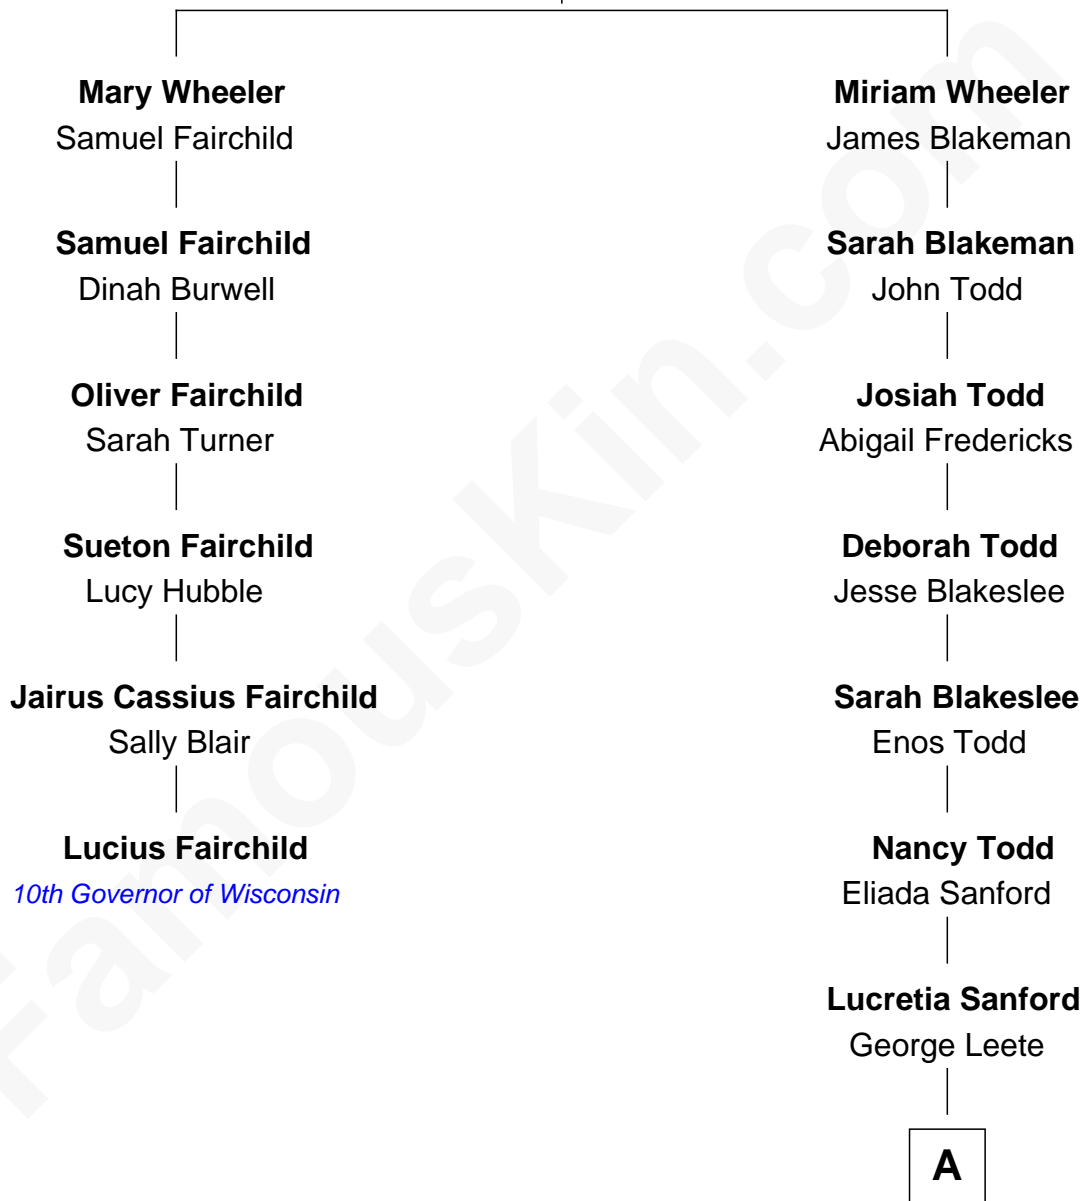 Mary Wheeler
Samuel Fairchild
Samuel Fairchild
Dinah Burwell
Oliver Fairchild
Sarah Turner
Sueton Fairchild
Lucy Hubble
Jairus Cassius Fairchild
Sally Blair
Lucius Fairchild
10th Governor of Wisconsin
Miriam Wheeler
James Blakeman
Sarah Blakeman
John Todd
Josiah Todd
Abigail Fredericks
Deborah Todd
Jesse Blakeslee
Sarah Blakeslee
Enos Todd
Nancy Todd
Eliada Sanford
Lucretia Sanford
George Leete
A
FamousKin.com